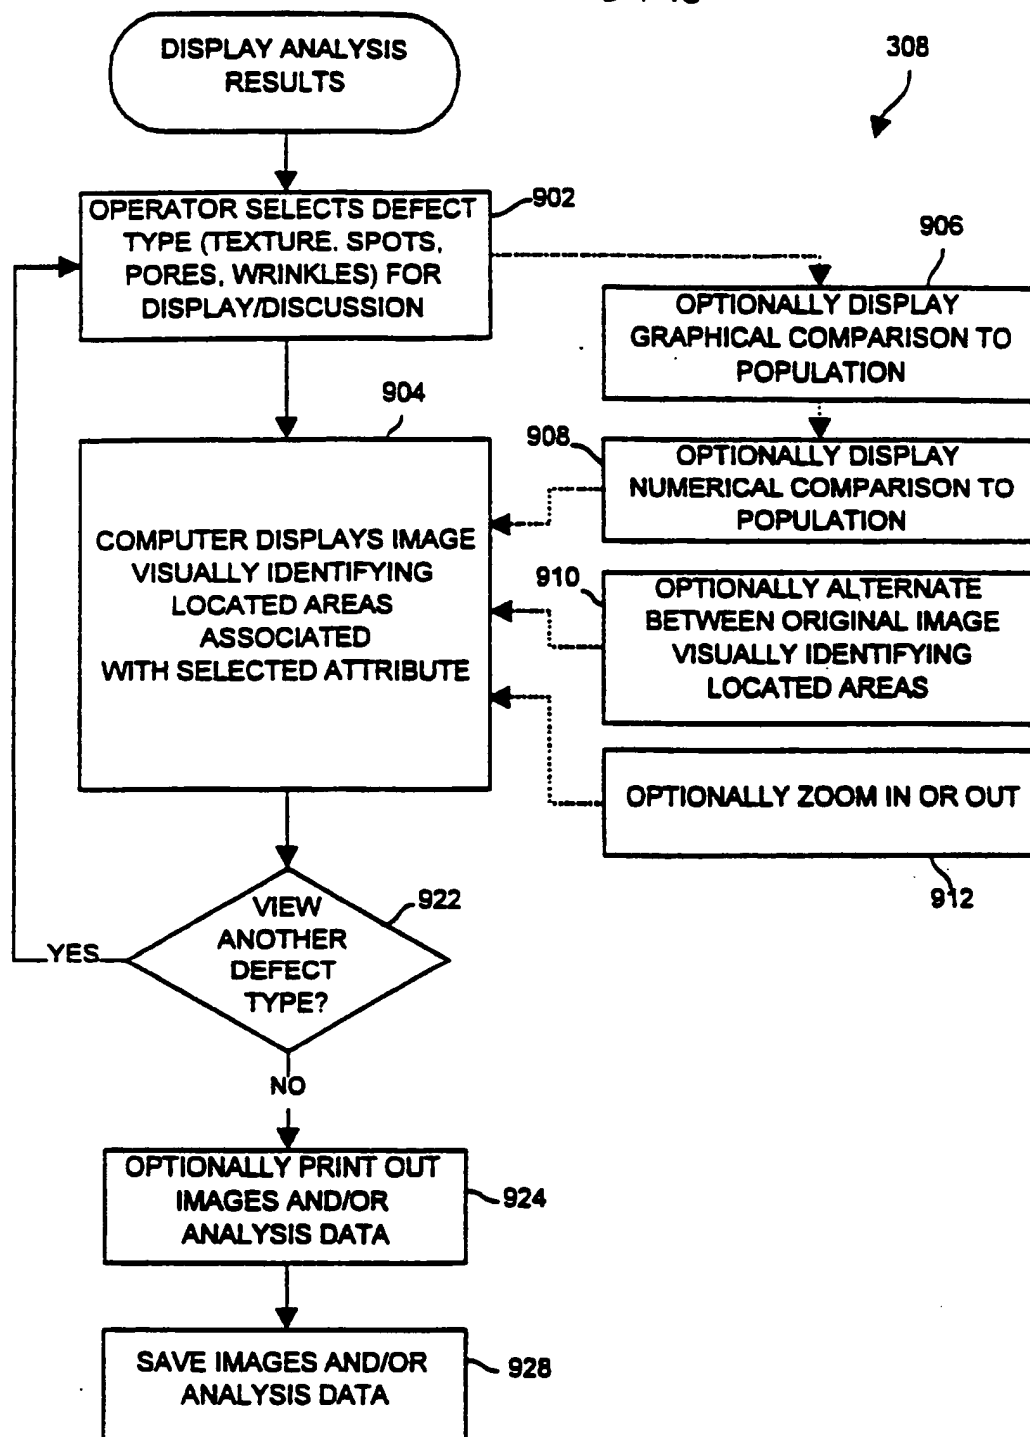 DISPLAY ANALYSIS
RESULTS
308
OPERATOR SELECTS DEFECT
TYPE (TEXTURE. SPOTS,
PORES, WRINKLES) FOR
DISPLAY/DISCUSSION
902
906
OPTIONALLY DISPLAY
GRAPHICAL COMPARISON TO
POPULATION
904
COMPUTER DISPLAYS IMAGE
VISUALLY IDENTIFYING
LOCATED AREAS
ASSOCIATED
WITH SELECTED ATTRIBUTE
908
OPTIONALLY DISPLAY
NUMERICAL COMPARISON TO
POPULATION
910
OPTIONALLY ALTERNATE
BETWEEN ORIGINAL IMAGE
VISUALLY IDENTIFYING
LOCATED AREAS
OPTIONALLY ZOOM IN OR OUT
912
VIEW
ANOTHER
DEFECT
TYPE?
922
YES
NO
OPTIONALLY PRINT OUT
IMAGES AND/OR
ANALYSIS DATA
924
SAVE IMAGES AND/OR
ANALYSIS DATA
928